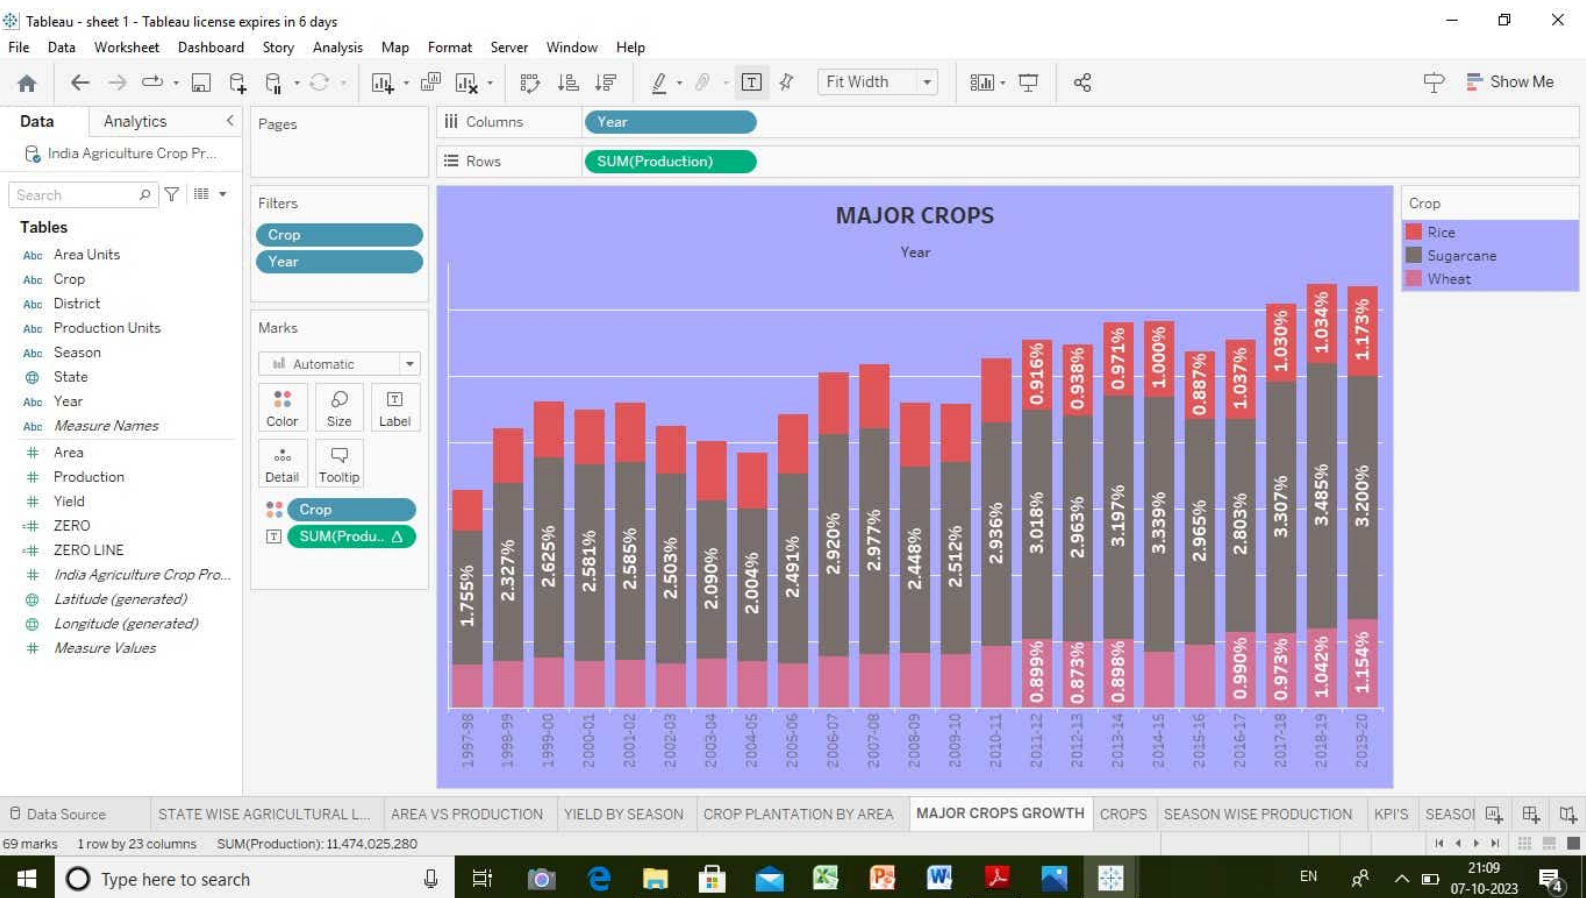 Tableau - sheet 1 - Tableau license expires in 6 days
File Data Worksheet Dashboard Story Analysis Map Format Server Window Help
Fit Width
Show Me
Data Analytics
Pages
Columns
Year
India Agriculture Crop Pr...
Rows
SUM(Production)
Search
Filters
Crop
Year
Tables
Abc Area Units
Abc Crop
Abc District
Abc Production Units
Abc Season
State
Abc Year
Abc Measure Names
# Area
# Production
# Yield
=# ZERO
=# ZERO LINE
# India Agriculture Crop Pro...
Latitude (generated)
Longitude (generated)
# Measure Values
Marks
Automatic
Color Size Label
Detail Tooltip
Crop
SUM(Produ.. Δ
MAJOR CROPS
Year
0.916% 0.938% 0.971% 1.000% 0.887% 1.037% 1.030% 1.034% 1.173%
1.755% 2.327% 2.625% 2.581% 2.585% 2.503% 2.090% 2.004% 2.491% 2.920% 2.977% 2.448% 2.512% 2.936% 3.018% 2.963% 3.197% 3.339% 2.965% 2.803% 3.307% 3.485% 3.200%
0.899% 0.873% 0.898% 0.990% 0.973% 1.042% 1.154%
1997-98 1998-99 1999-00 2000-01 2001-02 2002-03 2003-04 2004-05 2005-06 2006-07 2007-08 2008-09 2009-10 2010-11 2011-12 2012-13 2013-14 2014-15 2015-16 2016-17 2017-18 2018-19 2019-20
Crop
Rice
Sugarcane
Wheat
Data Source STATE WISE AGRICULTURAL L... AREA VS PRODUCTION YIELD BY SEASON CROP PLANTATION BY AREA MAJOR CROPS GROWTH CROPS SEASON WISE PRODUCTION KPI'S SEASO
69 marks 1 row by 23 columns SUM(Production): 11,474,025,280
Type here to search
EN
21:09
07-10-2023
4